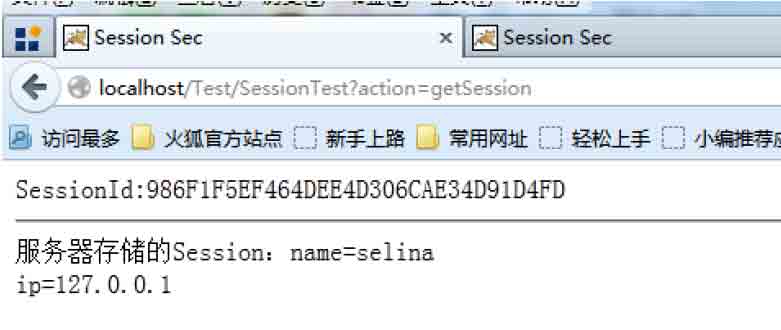 Session Sec
Session Sec
localhost/Test/SessionTest?action=getSession
访问最多 火狐官方站点 新手上路 常用网址 轻松上手 小编推荐
SessionId:986F1F5EF464DEE4D306CAE34D91D4FD
服务器存储的Session: name=selina
ip=127.0.0.1